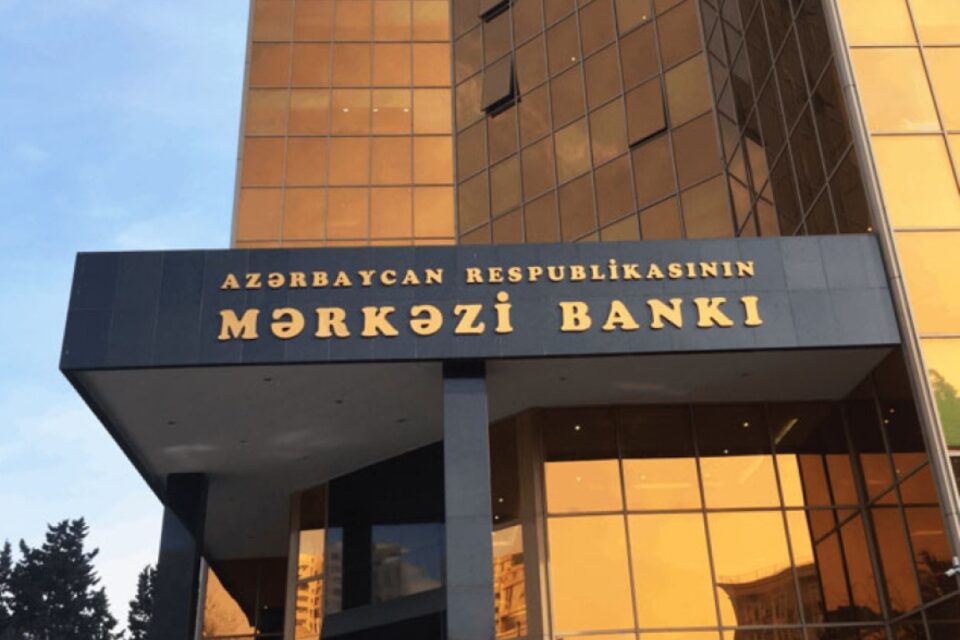 AZƏRBAYCAN RESPUBLİKASININ
MƏRKƏZİ BANKI